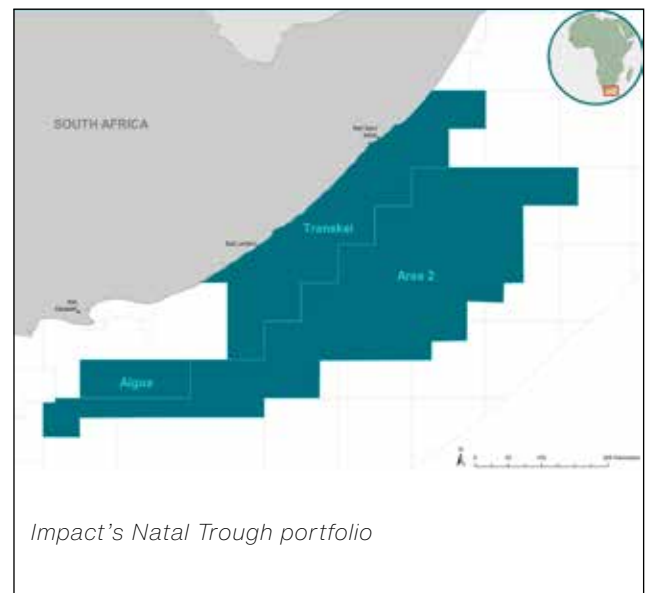 SOUTH AFRICA
Transkei
Area 2
Algoa
Impact's Natal Trough portfolio